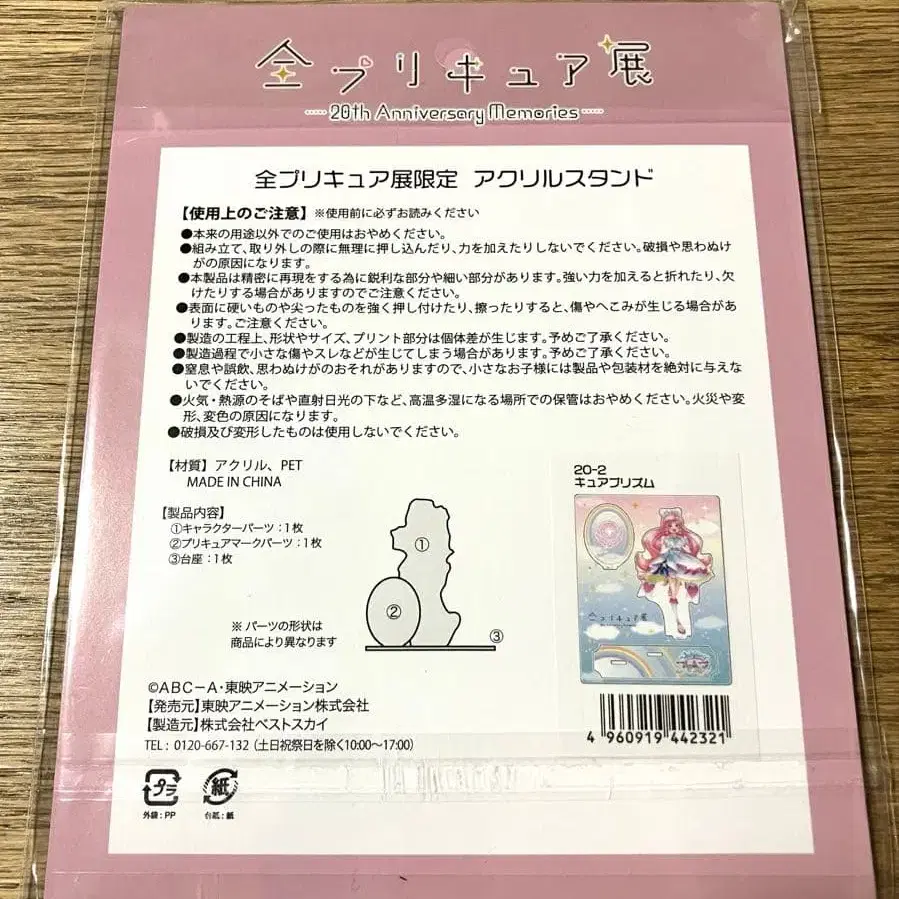 全プリキュア展
20th Anniversary Memories
全プリキュア展限定 アクリルスタンド
【使用上のご注意】※使用前に必ずお読みください
●本来の用途以外でのご使用はおやめください。
●組み立て、取り外しの際に無理に押し込んだり、力を加えたりしないでください。破損や思わぬけ
がの原因になります。
●本製品は精密に再現をする為に鋭利な部分や細い部分があります。強い力を加えると折れたり、欠
けたりする場合がありますのでご注意ください。
●表面に硬いものや尖ったものを強く押し付けたり、擦ったりすると、傷やへこみが生じる場合があ
ります。ご注意ください。
●製造の工程上、形状やサイズ、プリント部分は個体差が生じます。予めご了承ください。
●製造過程で小さな傷やスレなどが生じてしまう場合があります。予めご了承ください。
●窒息や誤飲、思わぬけがのおそれがありますので、小さなお子様には製品や包装材を絶対に与えな
いでください。
●火気・熱源のそばや直射日光の下など、高温多湿になる場所での保管はおやめください。火災や変
形、変色の原因になります。
●破損及び変形したものは使用しないでください。
【材質】アクリル、PET
MADE IN CHINA
【製品内容】
①キャラクターパーツ：1枚
②プリキュアマークパーツ：1枚
③台座：1枚
①
②
③
※ パーツの形状は
商品により異なります
20-2
キュアプリズム
全プリキュア展
4 960919 442321
©ABC-A・東映アニメーション
【発売元】東映アニメーション株式会社
【製造元】株式会社ベストスカイ
TEL：0120-667-132（土日祝祭日を除く10:00～17:00）
プラ
紙
外袋：PP
台紙：紙